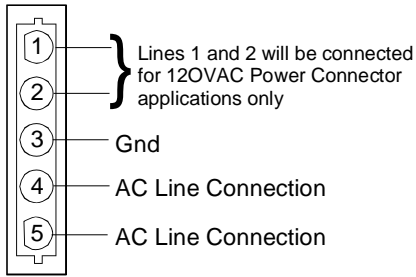 1
Lines 1 and 2 will be connected
for 12OVAC Power Connector
2
applications only
3
Gnd
4
AC Line Connection
5
AC Line Connection